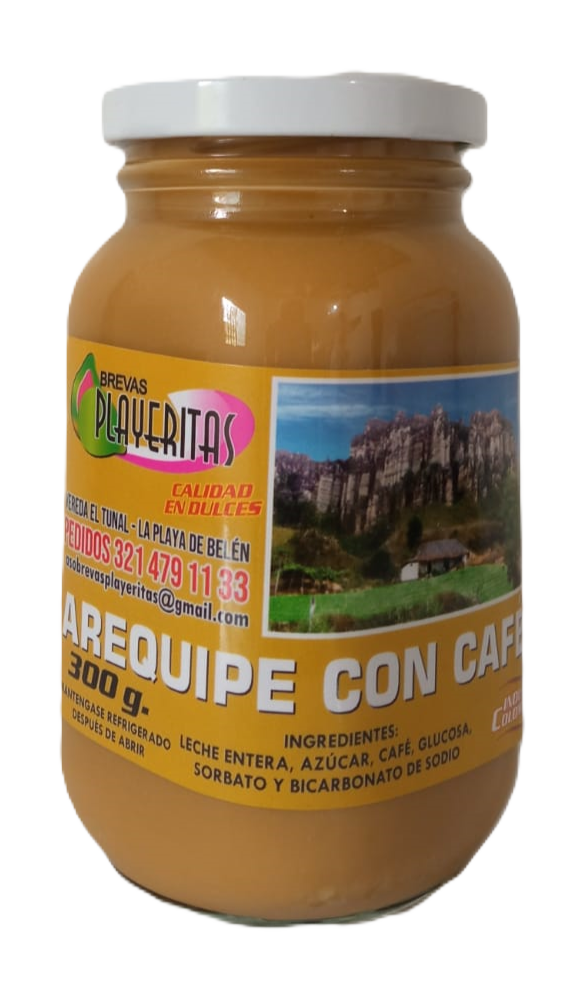 BREVAS
PLAYERITAS
CALIDAD
EN DULCES
VEREDA EL TUNAL - LA PLAYA DE BELÉN
PEDIDOS 321 479 11 33
asobrevasplayeritas@gmail.com
AREQUIPE CON CAFE
300 g.
MANTENGASE REFRIGERADO
DESPUÉS DE ABRIR
INGREDIENTES:
LECHE ENTERA, AZÚCAR, CAFÉ, GLUCOSA,
SORBATO Y BICARBONATO DE SODIO